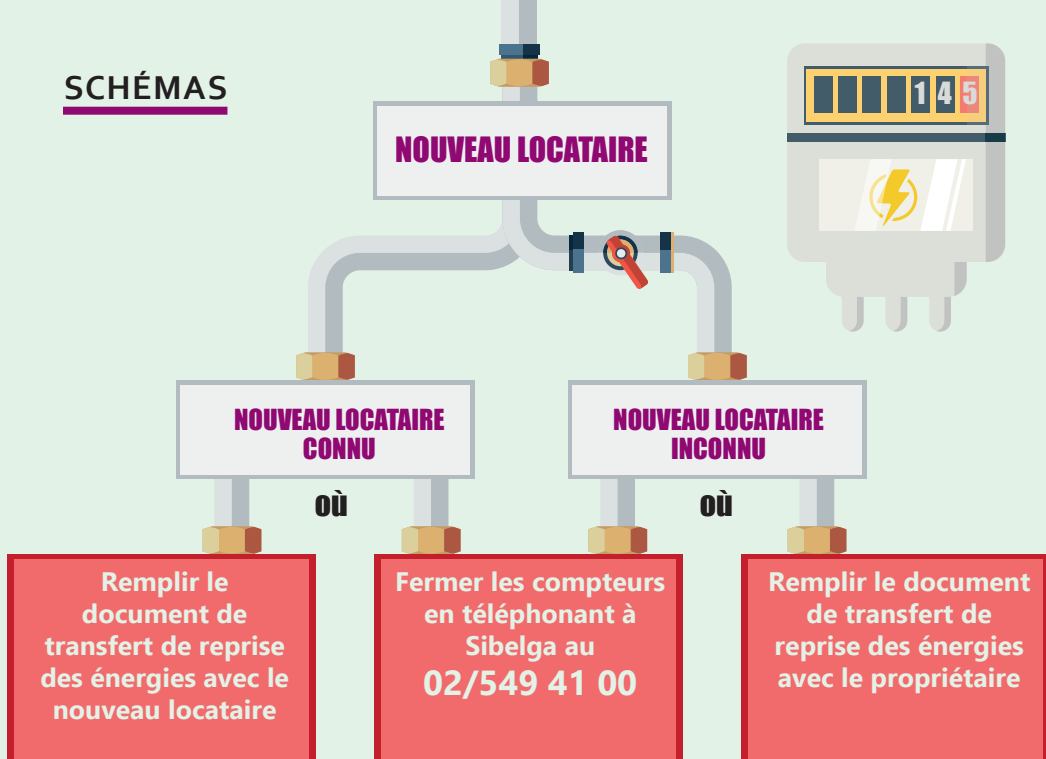 SCHÉMAS
145
NOUVEAU LOCATAIRE
NOUVEAU LOCATAIRE
CONNU
NOUVEAU LOCATAIRE
INCONNU
où
où
Remplir le
document de
transfert de reprise
des énergies avec le
nouveau locataire
Fermer les compteurs
en téléphonant à
Sibelga au
02/549 41 00
Remplir le document
de transfert de
reprise des énergies
avec le propriétaire